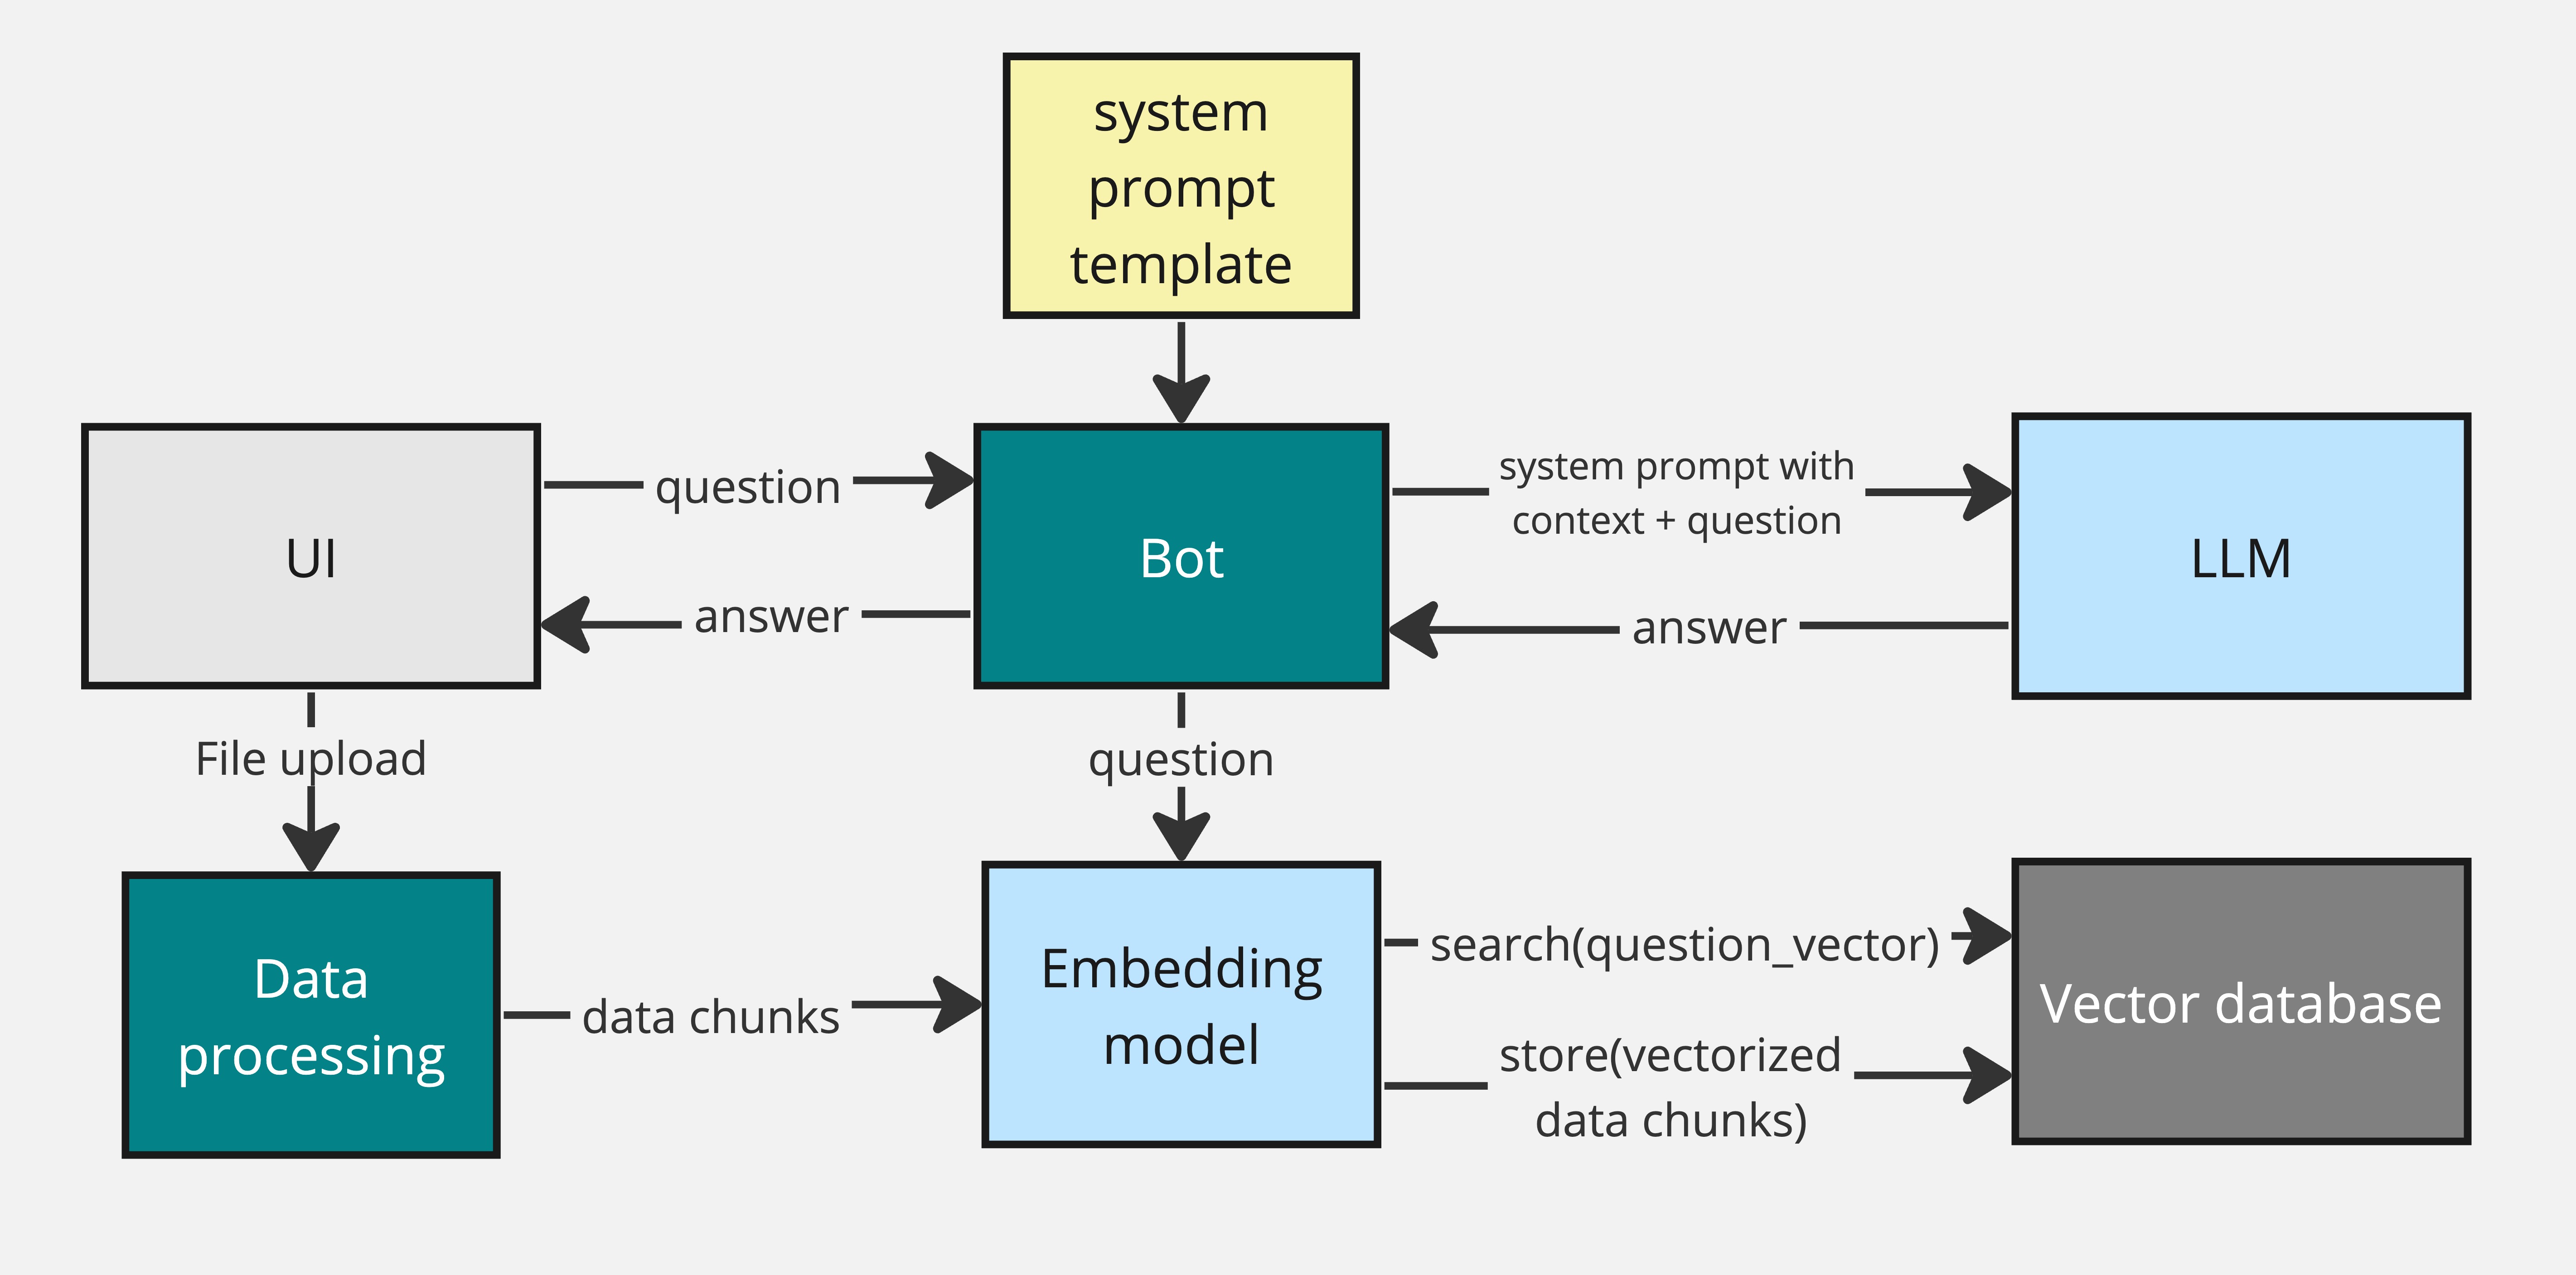 system
prompt
template
UI
question
answer
Bot
system prompt with
context + question
answer
LLM
File upload
question
Data
processing
data chunks
Embedding
model
search(question_vector)
store(vectorized
data chunks)
Vector database